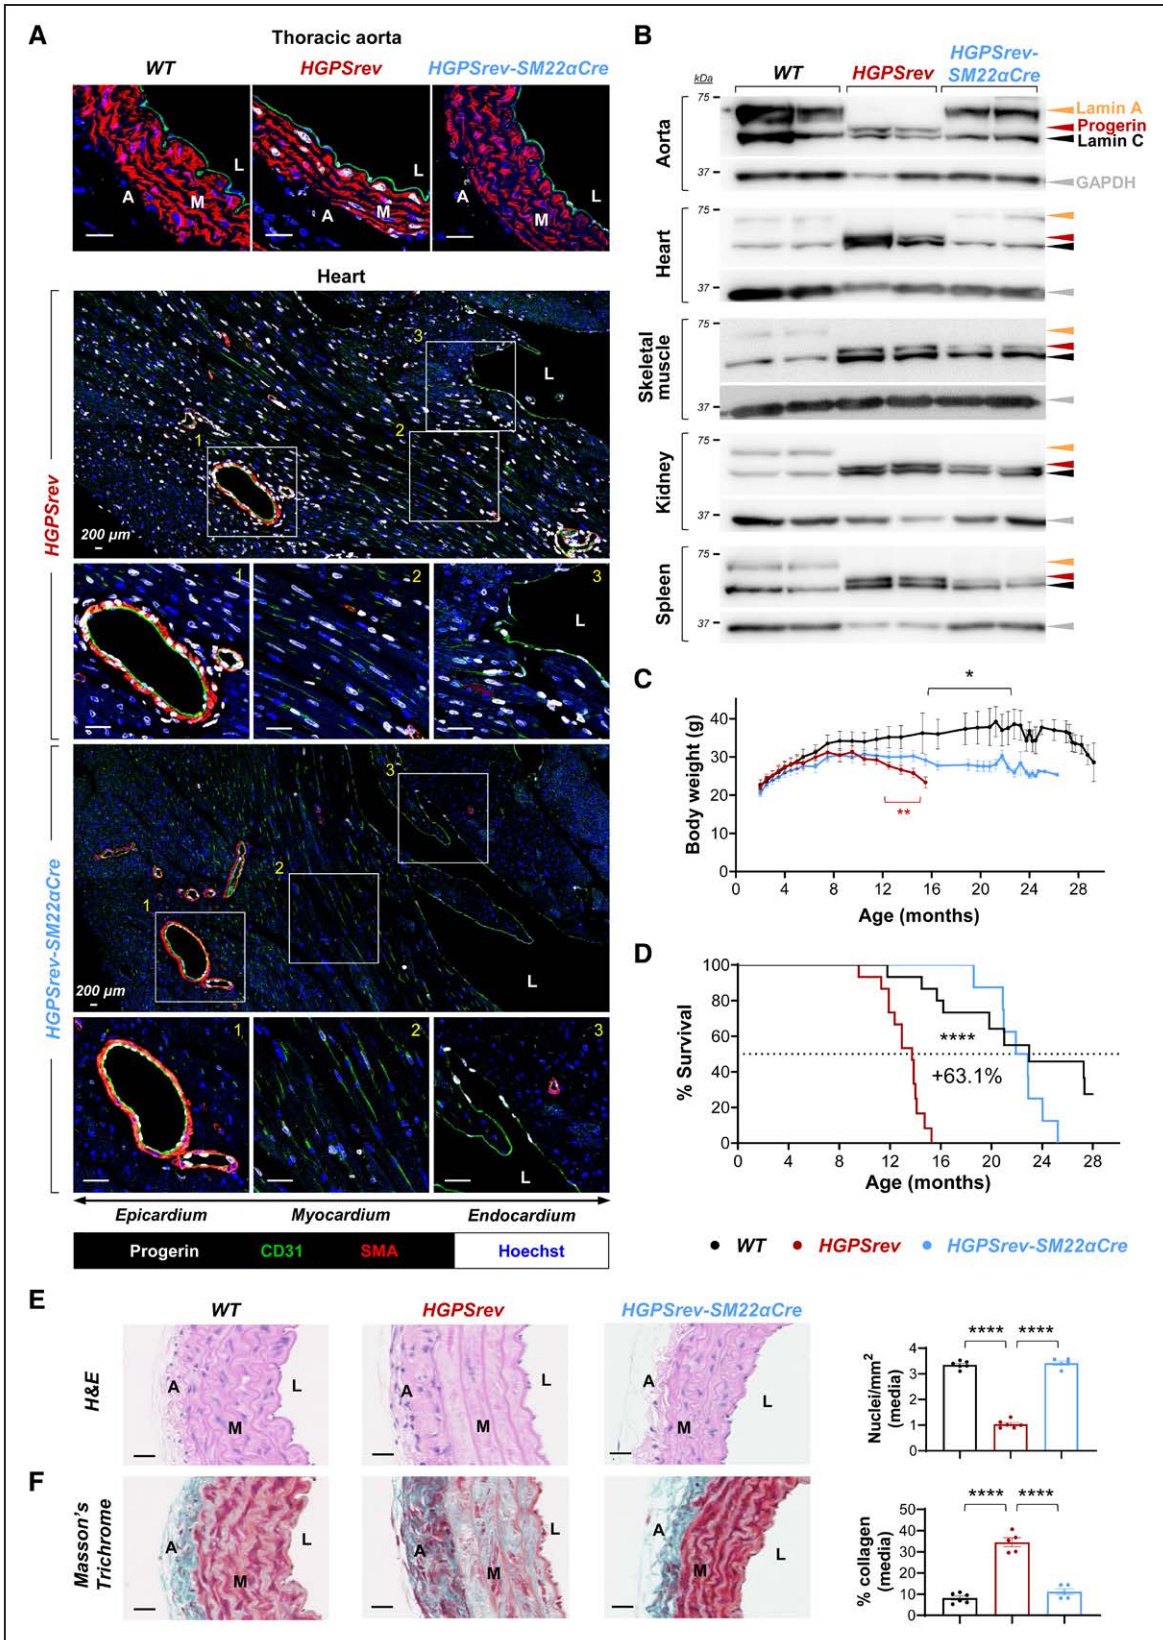 A
Thoracic aorta
WT
HGPSrev
HGPSrev-SM22αCre
L
L
L
A
M
A
M
A
M
Heart
HGPSrev
3
L
2
1
200 µm
1
2
3
L
HGPSrev-SM22αCre
3
2
1
L
200 µm
1
2
3
L
Epicardium
Myocardium
Endocardium
Progerin
CD31
SMA
Hoechst
B
WT
HGPSrev
HGPSrev-
SM22αCre
kDa
Aorta
75
Lamin A
Progerin
Lamin C
37
GAPDH
Heart
75
37
Skeletal
muscle
75
37
Kidney
75
37
Spleen
75
37
C
*
**
Body weight (g)
40
30
20
10
0
0 4 8 12 16 20 24 28
Age (months)
D
% Survival
100
80
60
40
20
0
****
+63.1%
0 4 8 12 16 20 24 28
Age (months)
WT
HGPSrev
HGPSrev-SM22αCre
E
WT
HGPSrev
HGPSrev-SM22αCre
H&E
A
M
L
A
M
L
A
M
L
Nuclei/mm²
(media)
4
3
2
1
0
**** ****
F
Masson's
Trichrome
A
M
L
A
M
L
A
M
L
% collagen
(media)
50
40
30
20
10
0
**** ****